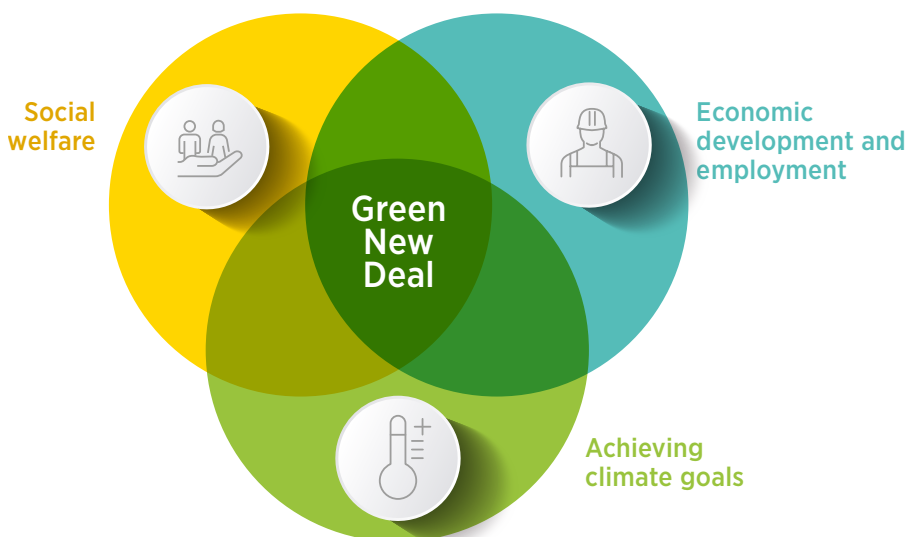 Social
welfare
Economic
development and
employment
Green
New
Deal
Achieving
climate goals